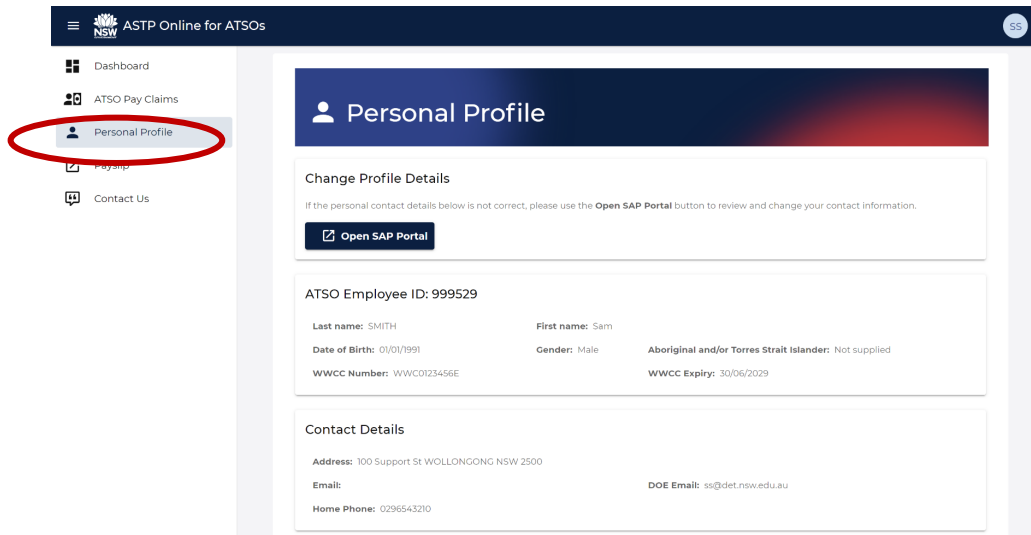 NSW
ASTP Online for ATSOs
SS
Dashboard
ATSO Pay Claims
Personal Profile
Payslip
Contact Us
Personal Profile
Change Profile Details
If the personal contact details below is not correct, please use the Open SAP Portal button to review and change your contact information.
Open SAP Portal
ATSO Employee ID: 999529
Last name: SMITH First name: Sam
Date of Birth: 01/01/1991 Gender: Male Aboriginal and/or Torres Strait Islander: Not supplied
WWCC Number: WWC0123456E WWCC Expiry: 30/06/2029
Contact Details
Address: 100 Support St WOLLONGONG NSW 2500
Email: DOE Email: ss@det.nsw.edu.au
Home Phone: 0296543210